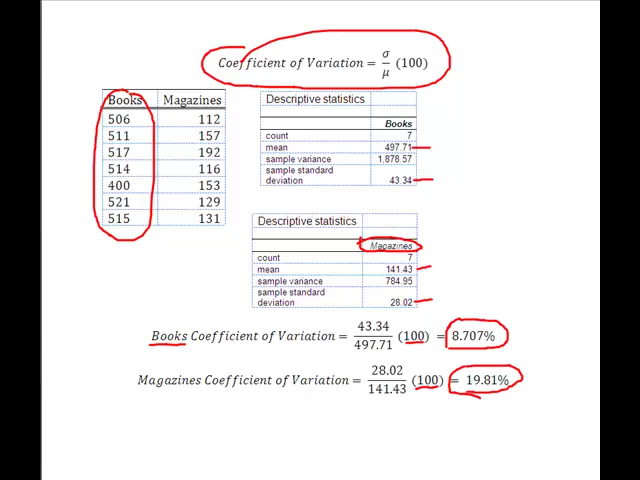 Coefficient of Variation = σ/μ (100)
Books Magazines
506 112
511 157
517 192
514 116
400 153
521 129
515 131
Descriptive statistics
Books
count 7
mean 497.71
sample variance 1,878.57
sample standard
deviation 43.34
Descriptive statistics
Magazines
count 7
mean 141.43
sample variance 784.95
sample standard
deviation 28.02
Books Coefficient of Variation = 43.34/497.71 (100) = 8.707%
Magazines Coefficient of Variation = 28.02/141.43 (100) = 19.81%